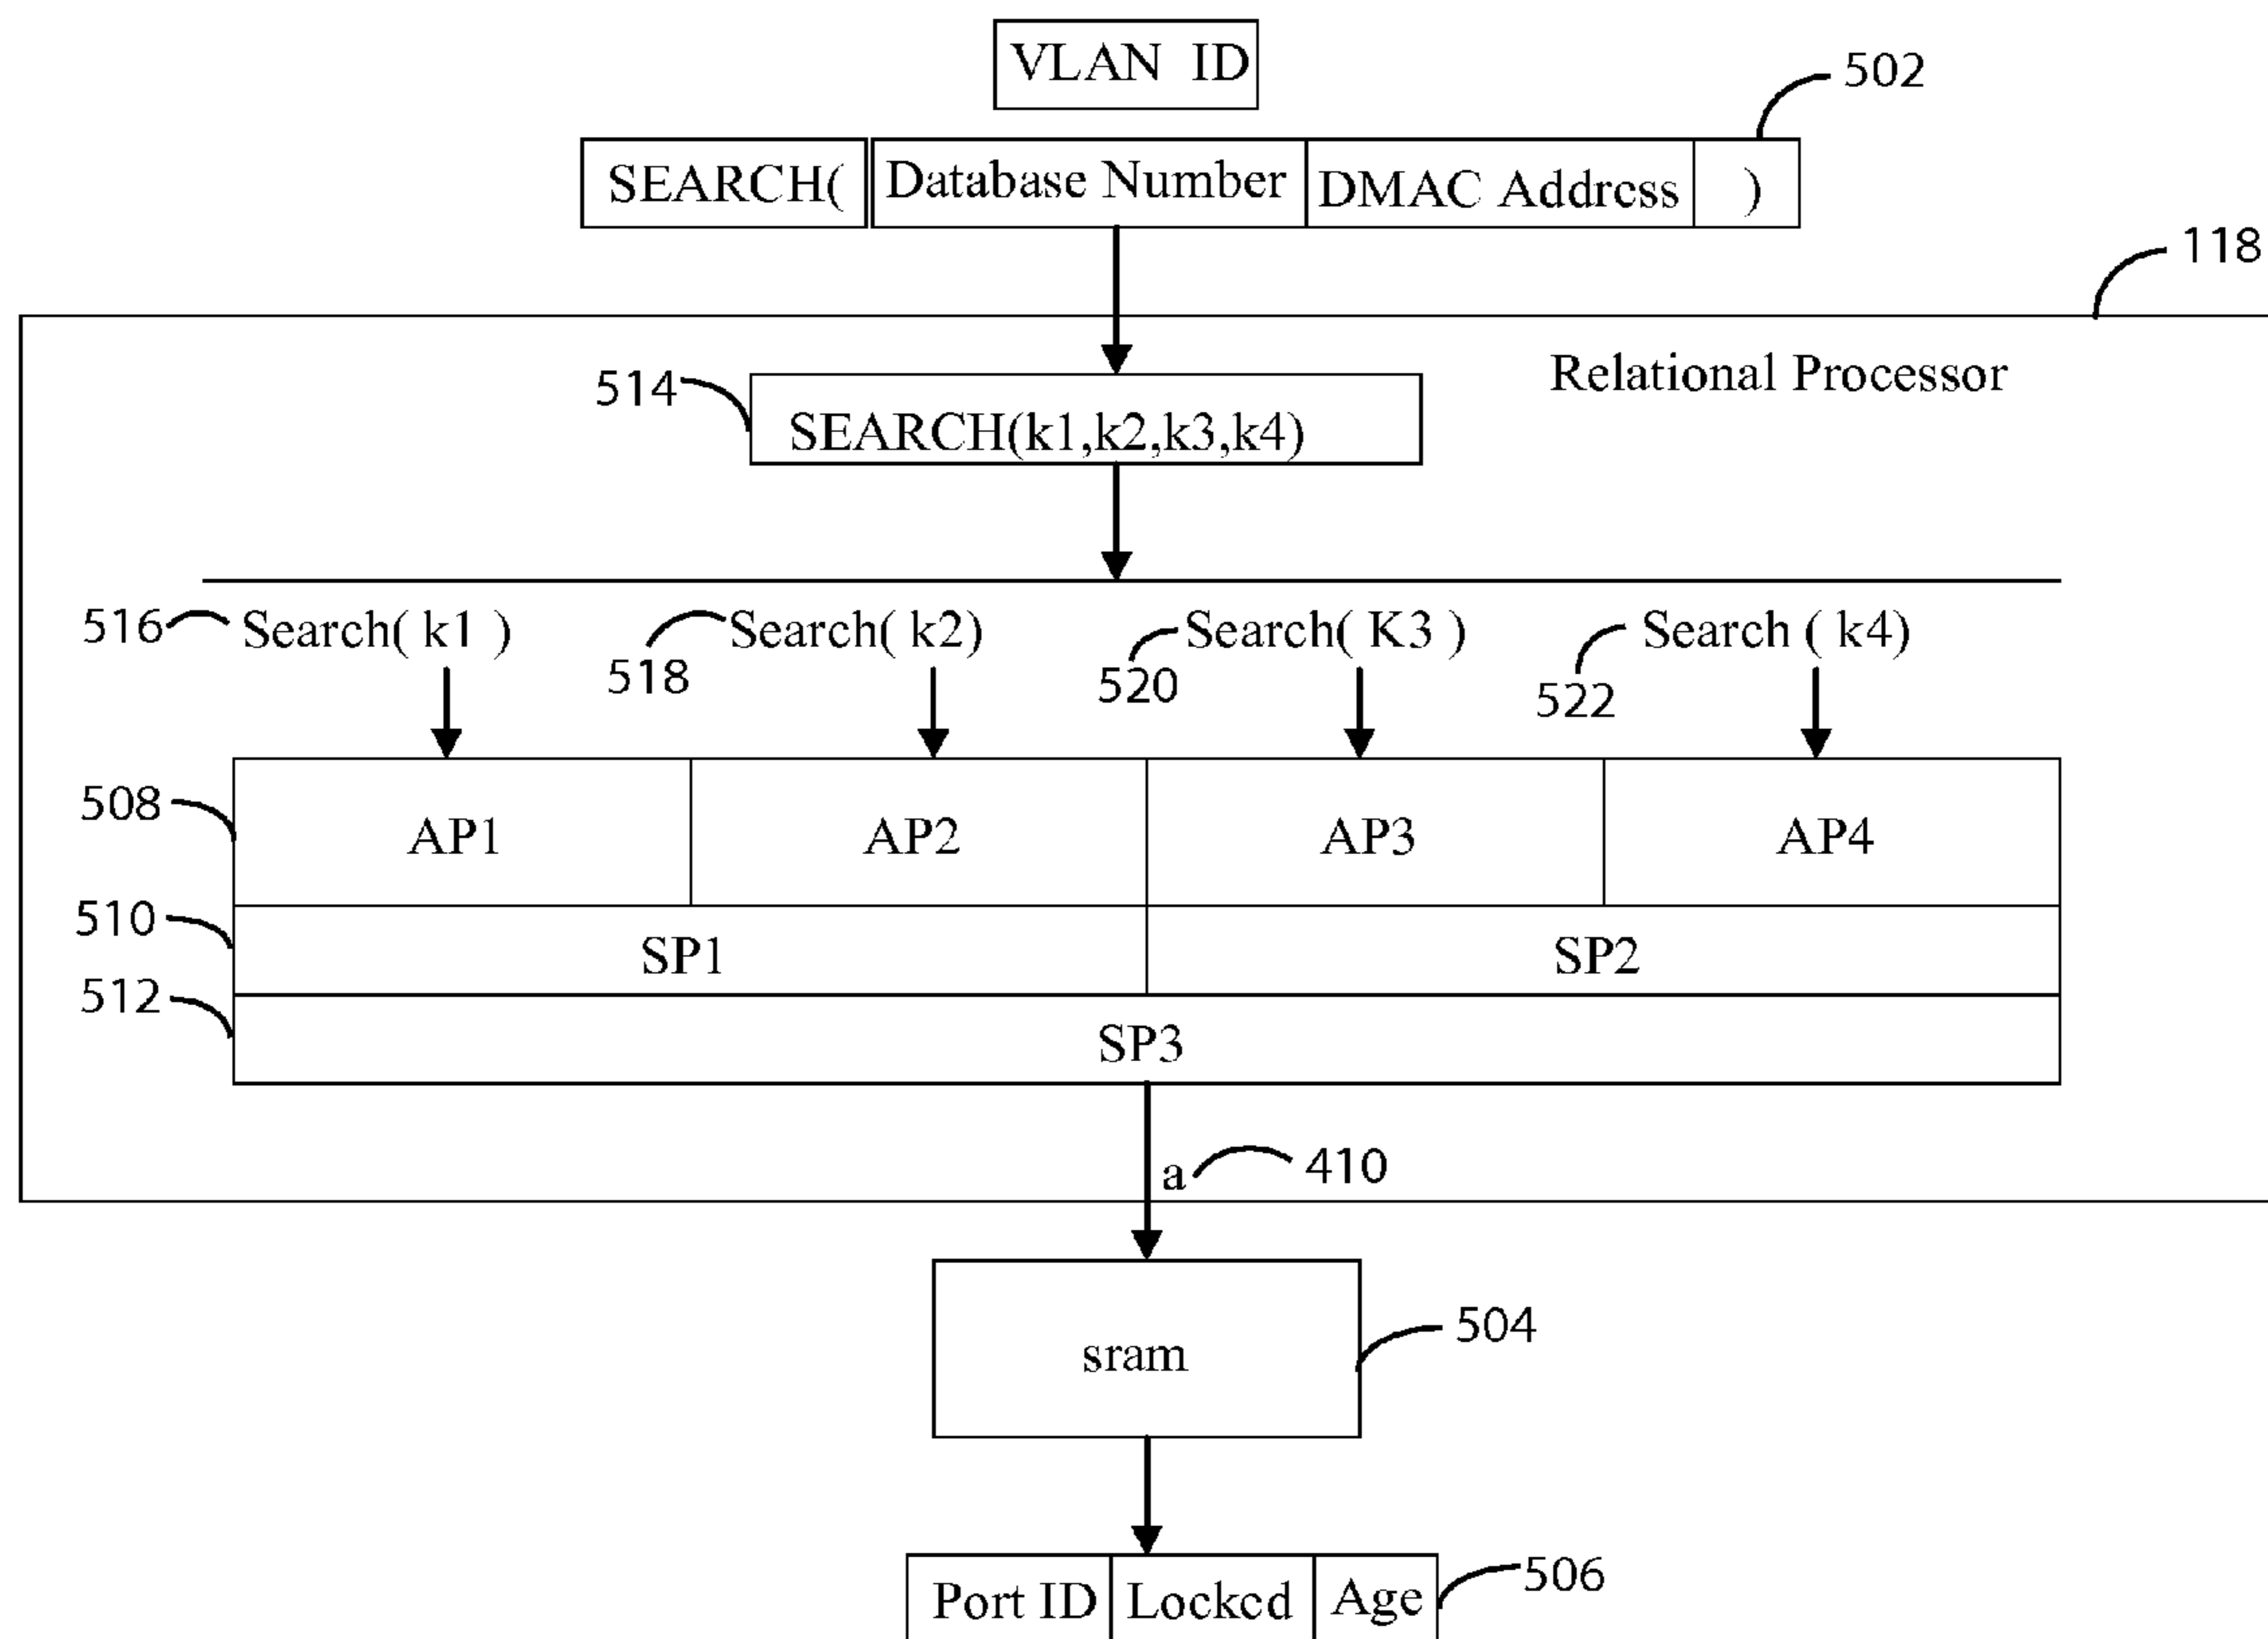 VLAN ID
502
SEARCH( Database Number DMAC Address )
118
Relational Processor
514
SEARCH(k1,k2,k3,k4)
516 Search( k1 ) Search( k2) Search( K3 ) Search ( k4)
518 520 522
508 AP1 AP2 AP3 AP4
510 SP1 SP2
512 SP3
a 410
sram 504
Port ID Locked Age 506